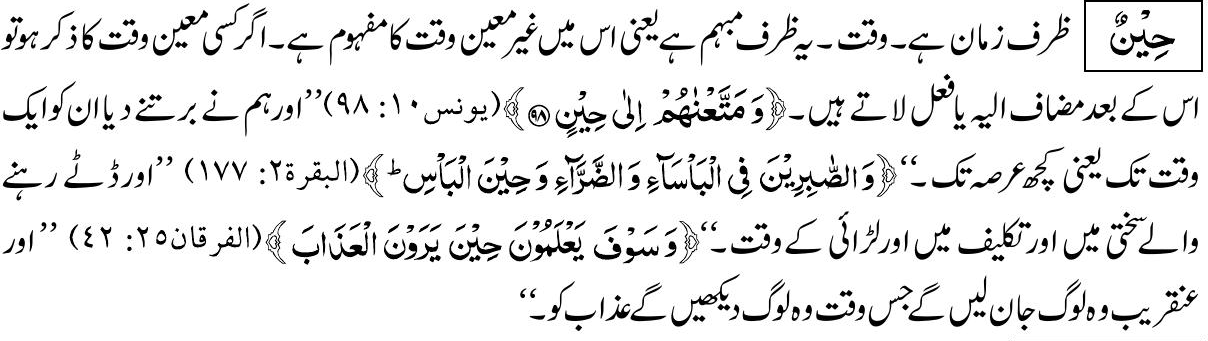 حِیْنٌ ظرف زمان ہے۔ وقت۔ یہ ظرف مبہم ہے یعنی اس میں غیر معین وقت کا مفہوم ہے۔ اگر کسی معین وقت کا ذکر ہو تو
اس کے بعد مضاف الیہ یا فعل لاتے ہیں۔ ﴿وَ مَتَّعْنٰھُمْ اِلٰی حِیْنٍ ﴿۹۸﴾﴾ (یونس ۱۰: ۹۸) ’’اور ہم نے برتنے دیا ان کو ایک
وقت تک یعنی کچھ عرصہ تک۔‘‘ ﴿وَ الصّٰبِرِیْنَ فِی الْبَاْسَآءِ وَ الضَّرَّآءِ وَ حِیْنَ الْبَاْسِ ؕ ﴾ (البقرۃ ۲: ۱۷۷) ’’اور ڈٹے رہنے
والے سختی میں اور تکلیف میں اور لڑائی کے وقت۔‘‘ ﴿وَ سَوْفَ یَعْلَمُوْنَ حِیْنَ یَرَوْنَ الْعَذَابَ﴾ (الفرقان ۲۵: ۴۲) ’’اور
عنقریب وہ لوگ جان لیں گے جس وقت وہ لوگ دیکھیں گے عذاب کو۔‘‘